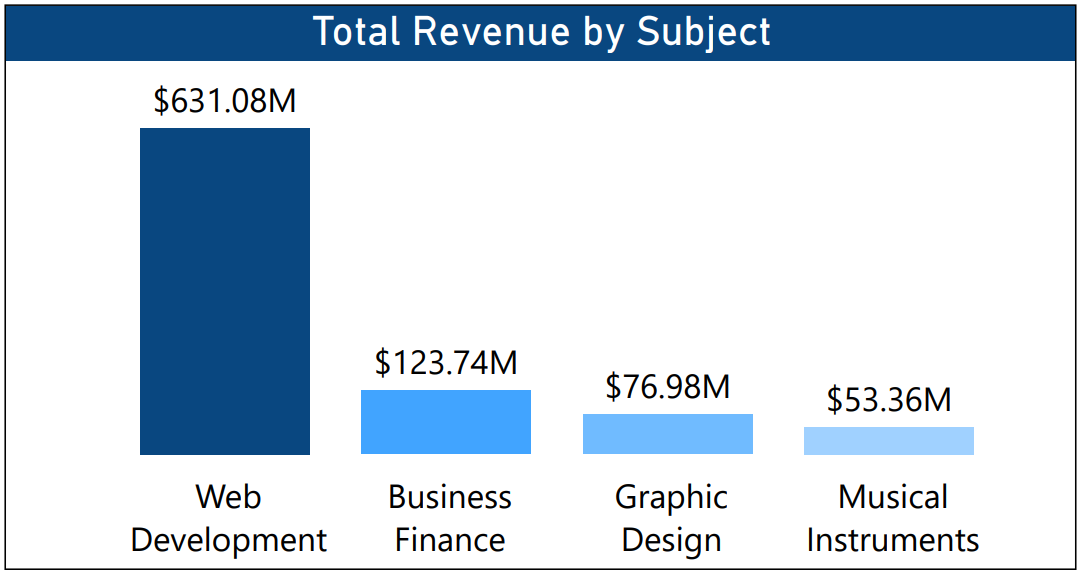 Total Revenue by Subject
$631.08M
$123.74M
$76.98M
$53.36M
Web
Development
Business
Finance
Graphic
Design
Musical
Instruments